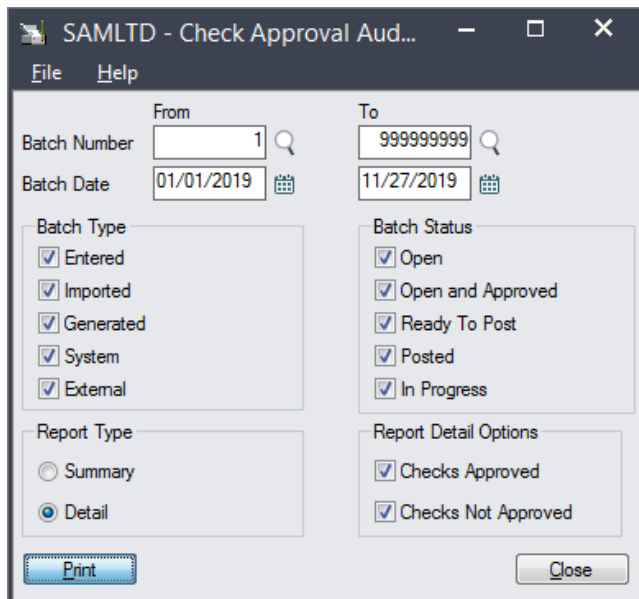 SAMLTD - Check Approval Aud...
File Help
From To
Batch Number 1 999999999
Batch Date 01/01/2019 11/27/2019
Batch Type
Entered
Imported
Generated
System
External
Batch Status
Open
Open and Approved
Ready To Post
Posted
In Progress
Report Type
Summary
Detail
Report Detail Options
Checks Approved
Checks Not Approved
Print Close